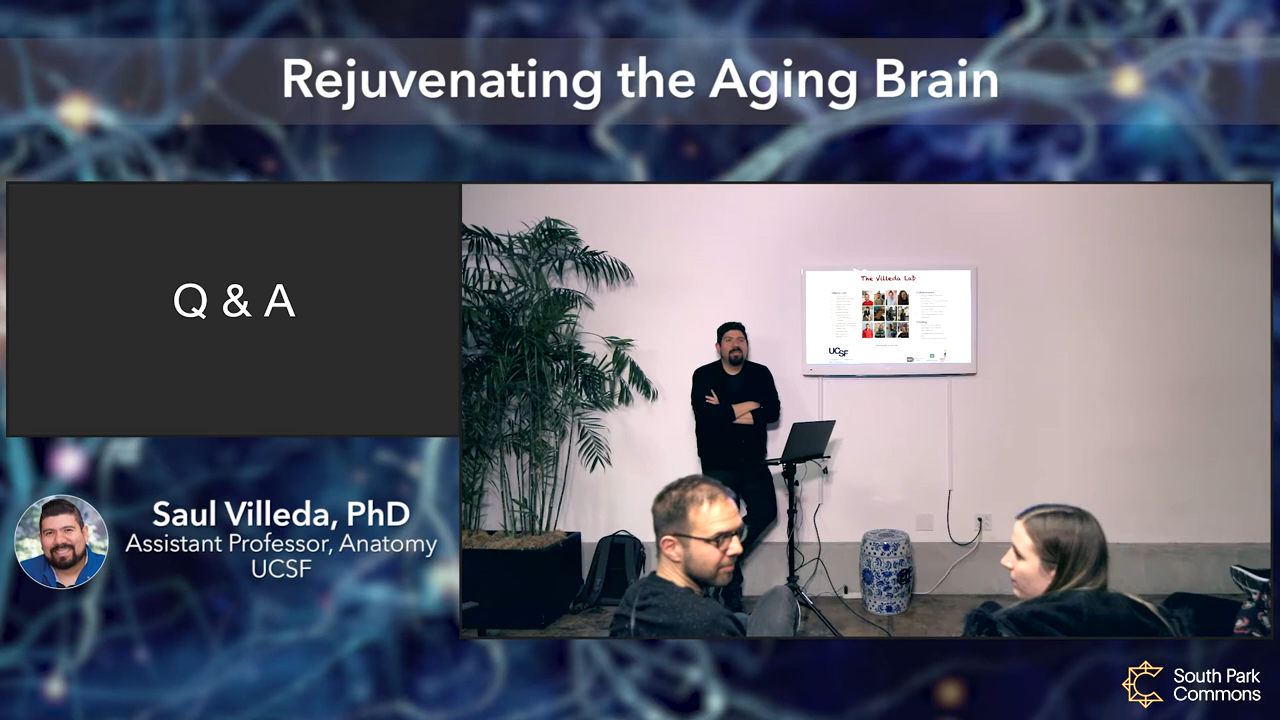 Rejuvenating the Aging Brain
Q & A
The Villeda Lab
UCSF
Saul Villeda, PhD
Assistant Professor, Anatomy
UCSF
South Park
Commons